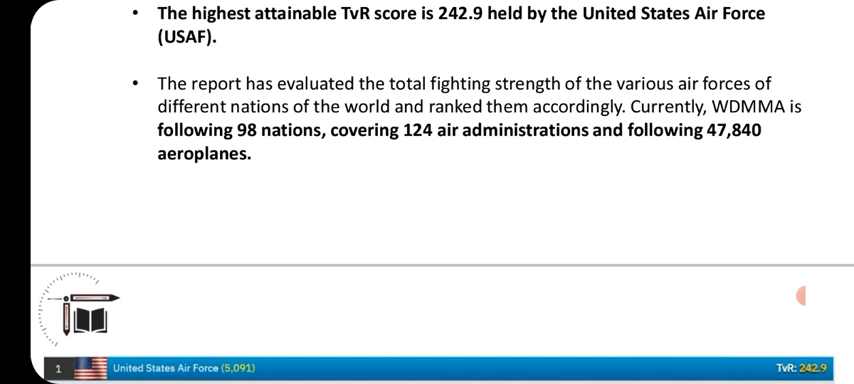 • The highest attainable TvR score is 242.9 held by the United States Air Force
(USAF).
• The report has evaluated the total fighting strength of the various air forces of
different nations of the world and ranked them accordingly. Currently, WDMMA is
following 98 nations, covering 124 air administrations and following 47,840
aeroplanes.
1 United States Air Force (5,091) TvR: 242.9